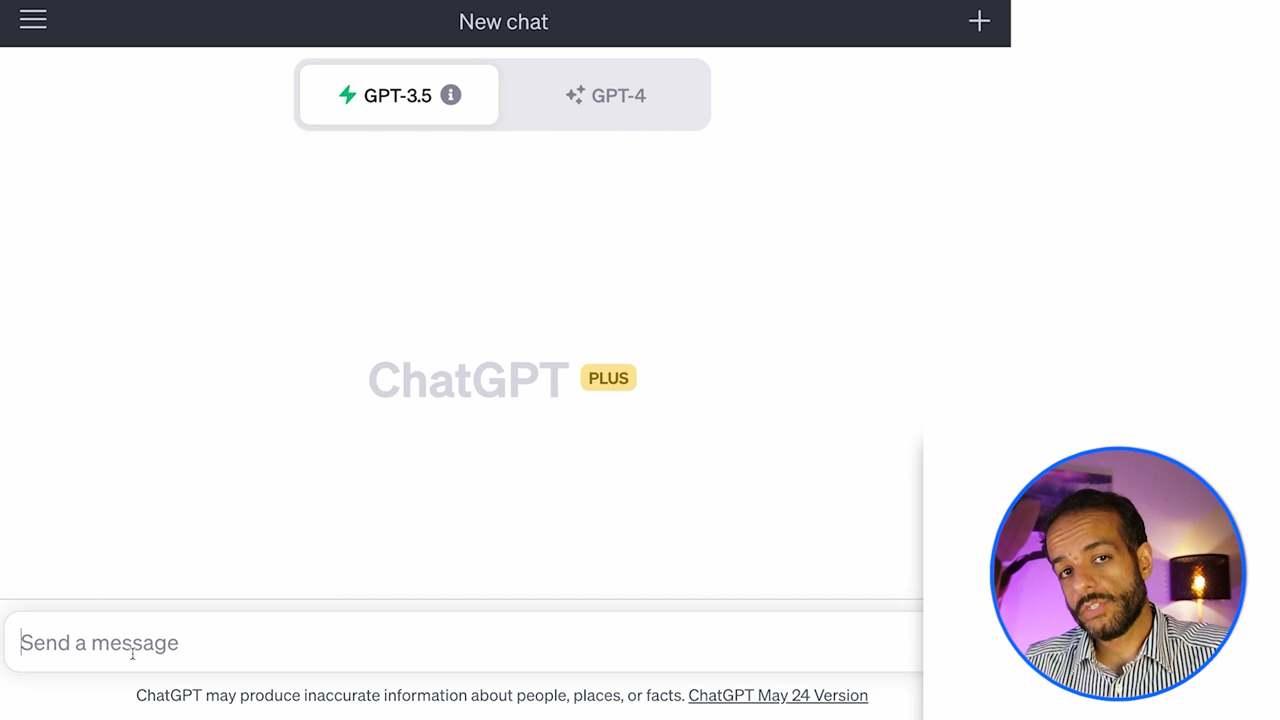 New chat
GPT-3.5 GPT-4
ChatGPT PLUS
Send a message
ChatGPT may produce inaccurate information about people, places, or facts. ChatGPT May 24 Version